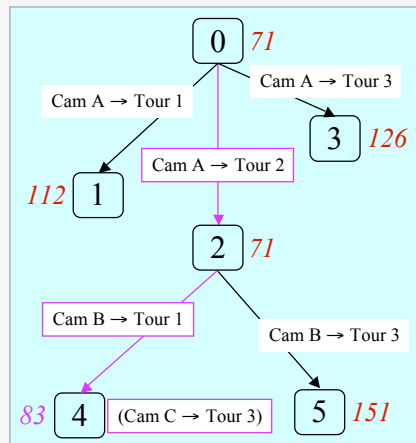 0 71
Cam A → Tour 1
Cam A → Tour 3
3 126
Cam A → Tour 2
112 1
2 71
Cam B → Tour 1
Cam B → Tour 3
83 4 (Cam C → Tour 3)
5 151